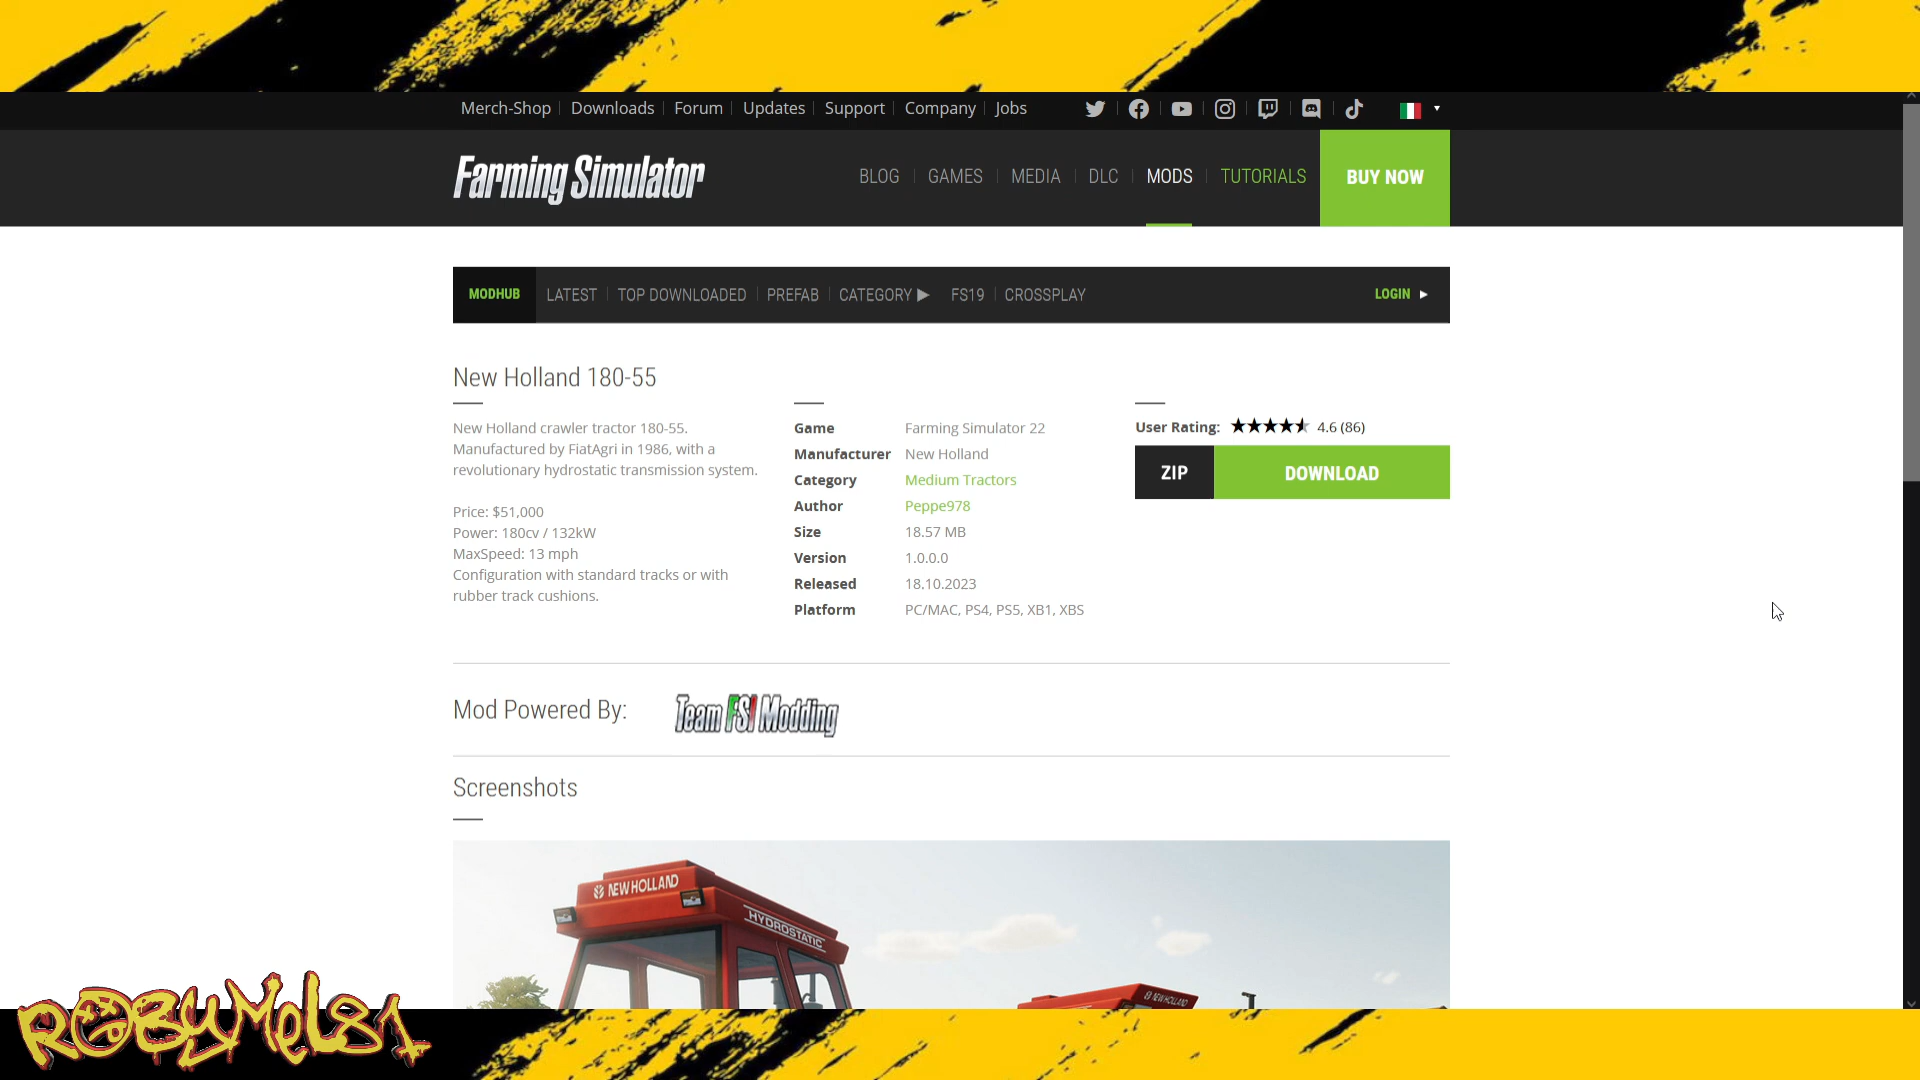 Merch-Shop Downloads Forum Updates Support Company Jobs
Farming Simulator
BLOG GAMES MEDIA DLC MODS TUTORIALS BUY NOW
MODHUB LATEST TOP DOWNLOADED PREFAB CATEGORY FS19 CROSSPLAY LOGIN
New Holland 180-55
New Holland crawler tractor 180-55.
Manufactured by FiatAgri in 1986, with a
revolutionary hydrostatic transmission system.
Price: $51,000
Power: 180cv / 132kW
MaxSpeed: 13 mph
Configuration with standard tracks or with
rubber track cushions.
Game Farming Simulator 22
Manufacturer New Holland
Category Medium Tractors
Author Peppe978
Size 18.57 MB
Version 1.0.0.0
Released 18.10.2023
Platform PC/MAC, PS4, PS5, XB1, XBS
User Rating: 4.6 (86)
ZIP DOWNLOAD
Mod Powered By: Team FSI Modding
Screenshots
NEW HOLLAND
HYDROSTATIC
NEW HOLLAND
RobyMel81